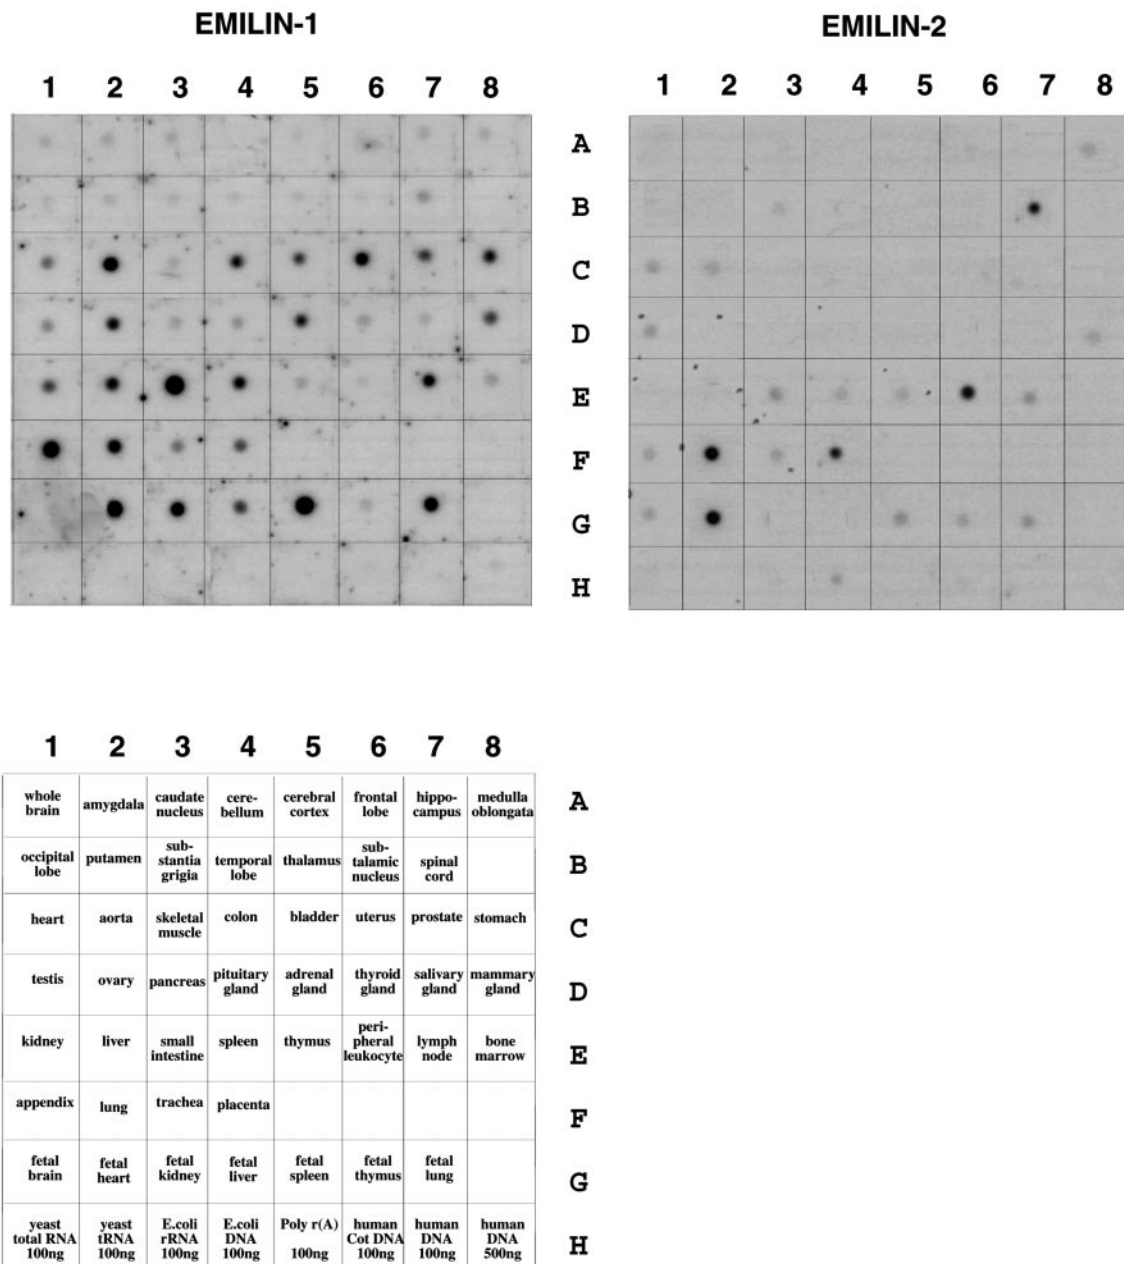 EMILIN-1
EMILIN-2
1 2 3 4 5 6 7 8
1 2 3 4 5 6 7 8
A
B
C
D
E
F
G
H
1 2 3 4 5 6 7 8
whole brain amygdala caudate nucleus cere-bellum cerebral cortex frontal lobe hippo-campus medulla oblongata A
occipital lobe putamen sub-stantia grigia temporal lobe thalamus sub-talamic nucleus spinal cord B
heart aorta skeletal muscle colon bladder uterus prostate stomach C
testis ovary pancreas pituitary gland adrenal gland thyroid gland salivary gland mammary gland D
kidney liver small intestine spleen thymus peri-pheral leukocyte lymph node bone marrow E
appendix lung trachea placenta F
fetal brain fetal heart fetal kidney fetal liver fetal spleen fetal thymus fetal lung G
yeast total RNA 100ng yeast tRNA 100ng E.coli rRNA 100ng E.coli DNA 100ng Poly r(A) 100ng human Cot DNA 100ng human DNA 100ng human DNA 500ng H